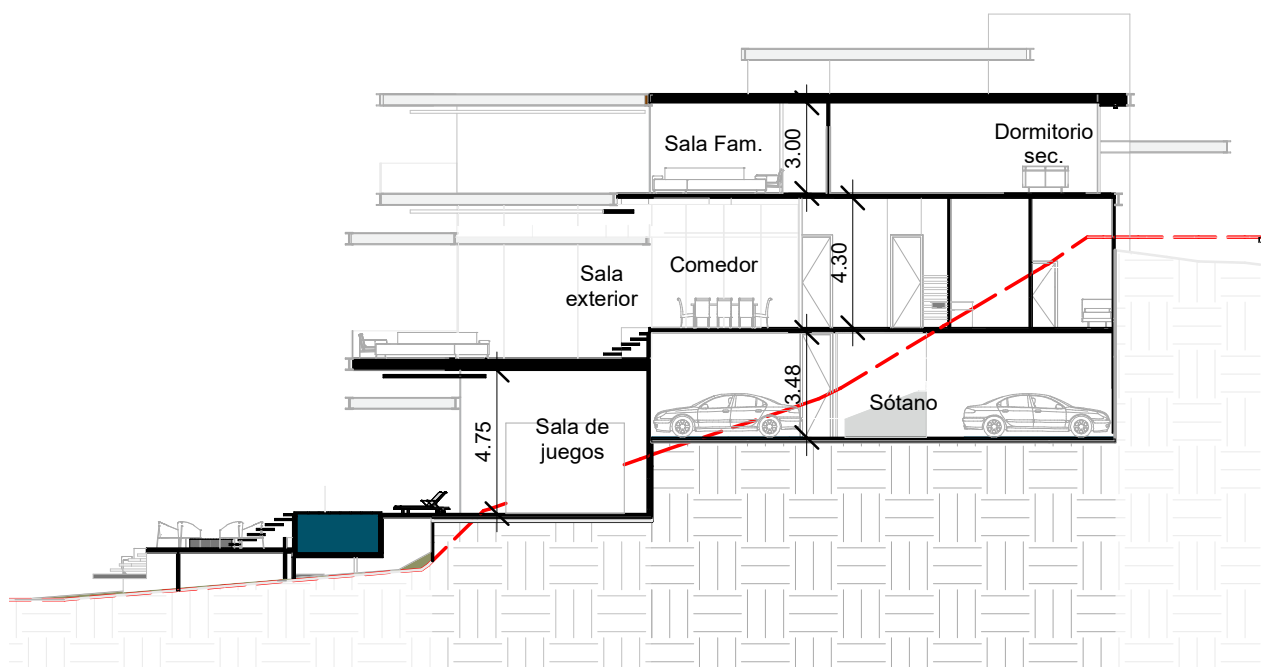 Sala Fam.
3.00
Dormitorio
sec.
Sala
exterior
Comedor
4.30
4.75
Sala de
juegos
3.48
Sótano